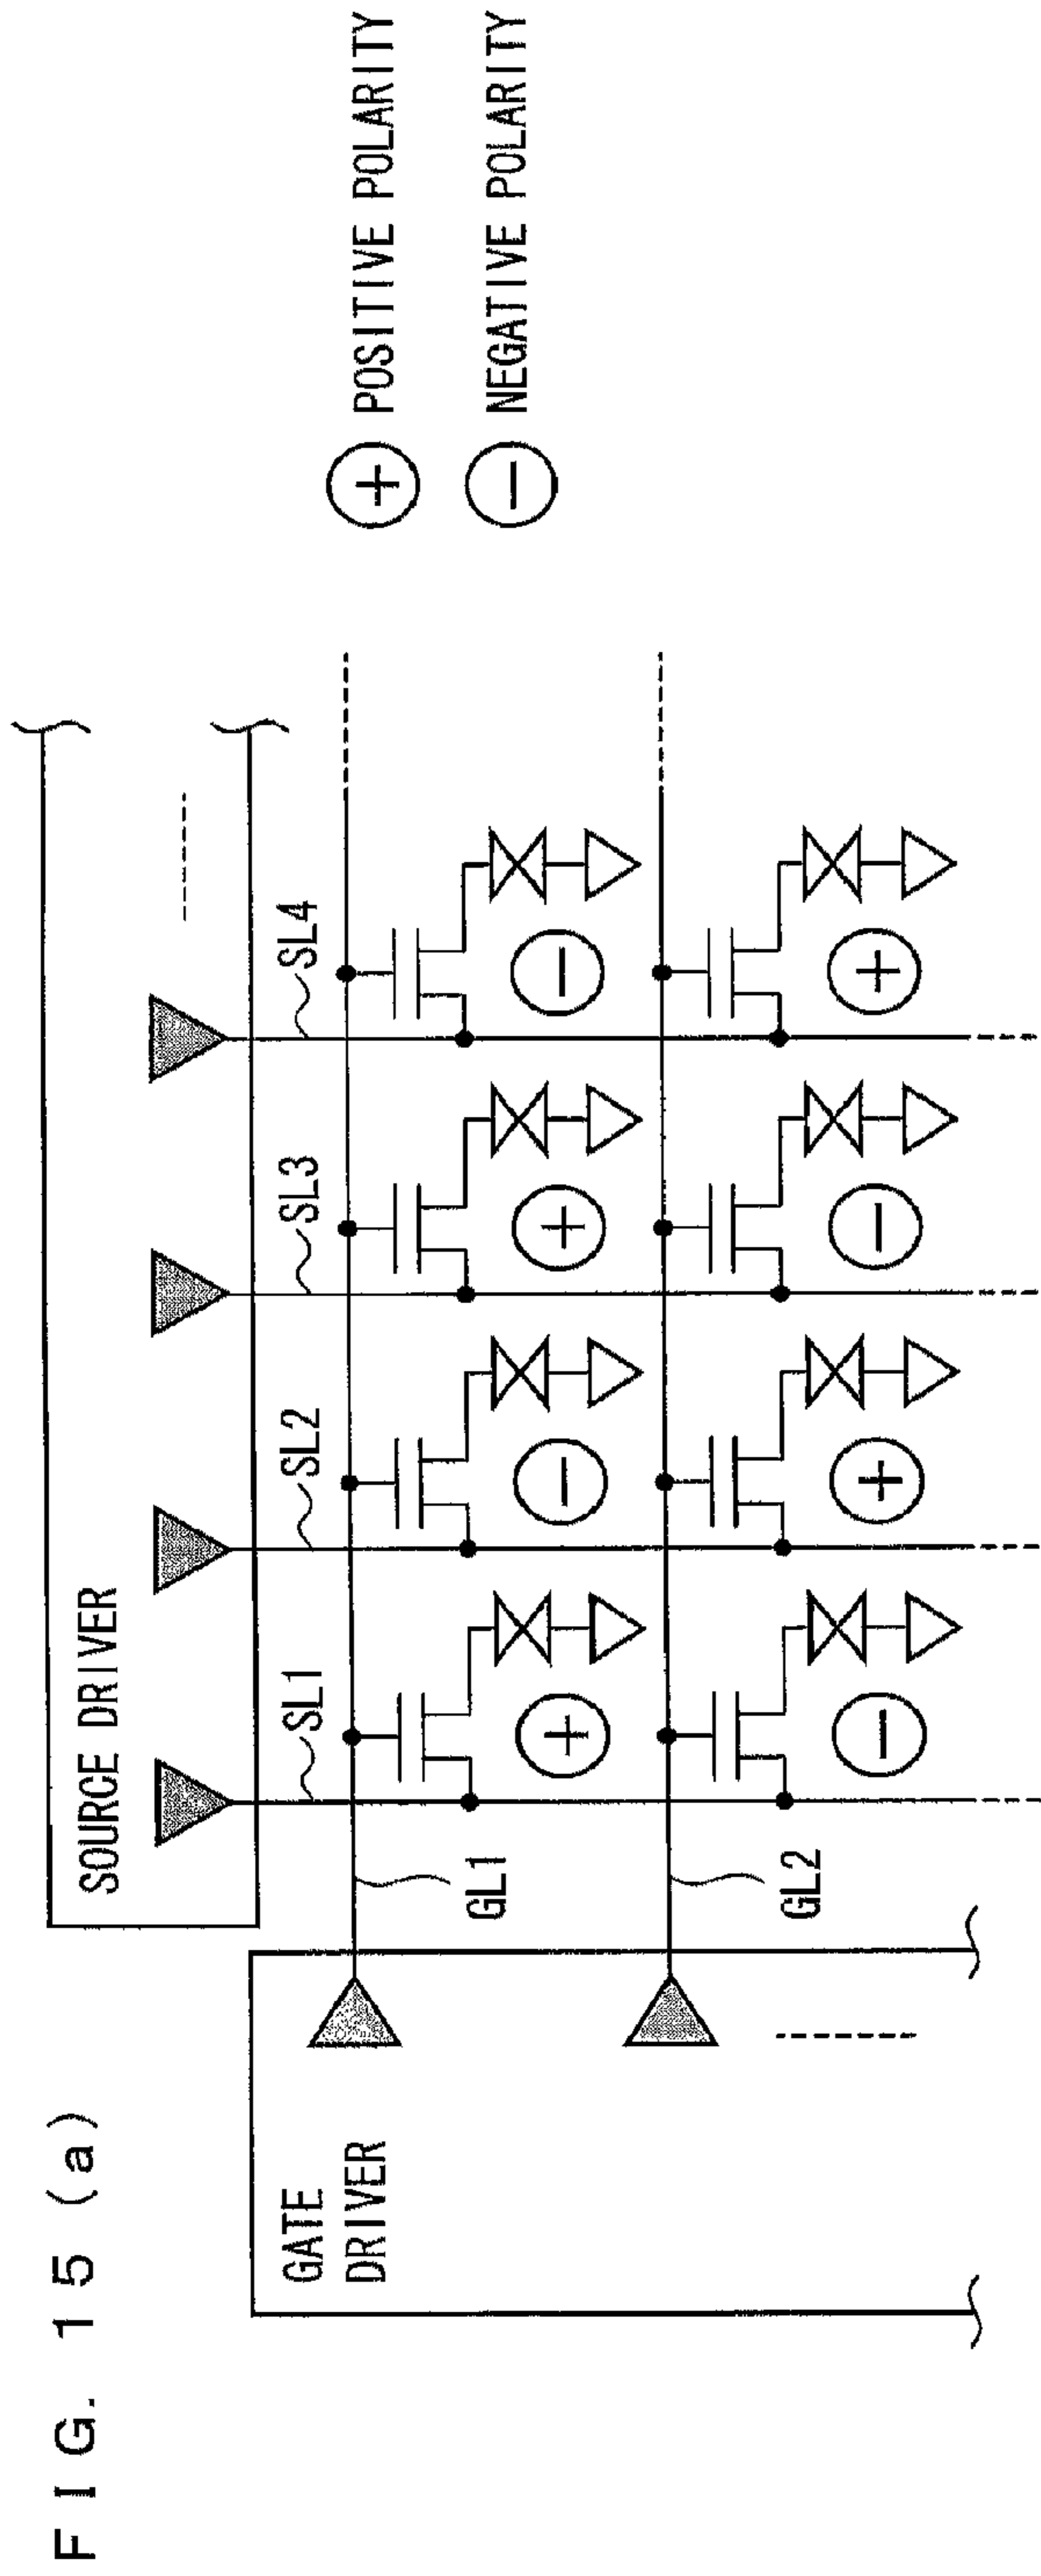 FIG. 15 (a)
SOURCE DRIVER
SL1
SL2
SL3
SL4
GATE
DRIVER
GL1
GL2
+ POSITIVE POLARITY
− NEGATIVE POLARITY
+
−
+
−
−
+
−
+